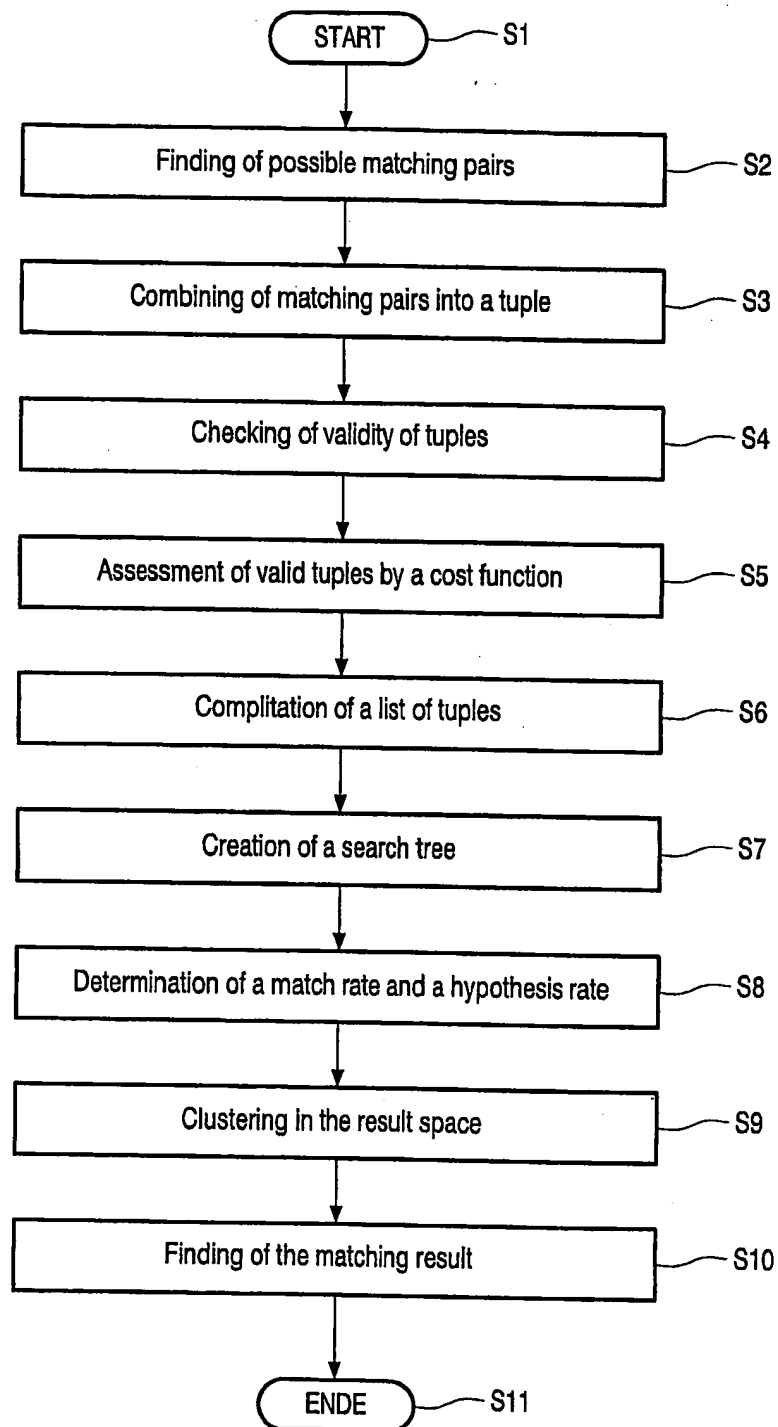 START S1
Finding of possible matching pairs S2
Combining of matching pairs into a tuple S3
Checking of validity of tuples S4
Assessment of valid tuples by a cost function S5
Complitation of a list of tuples S6
Creation of a search tree S7
Determination of a match rate and a hypothesis rate S8
Clustering in the result space S9
Finding of the matching result S10
ENDE S11